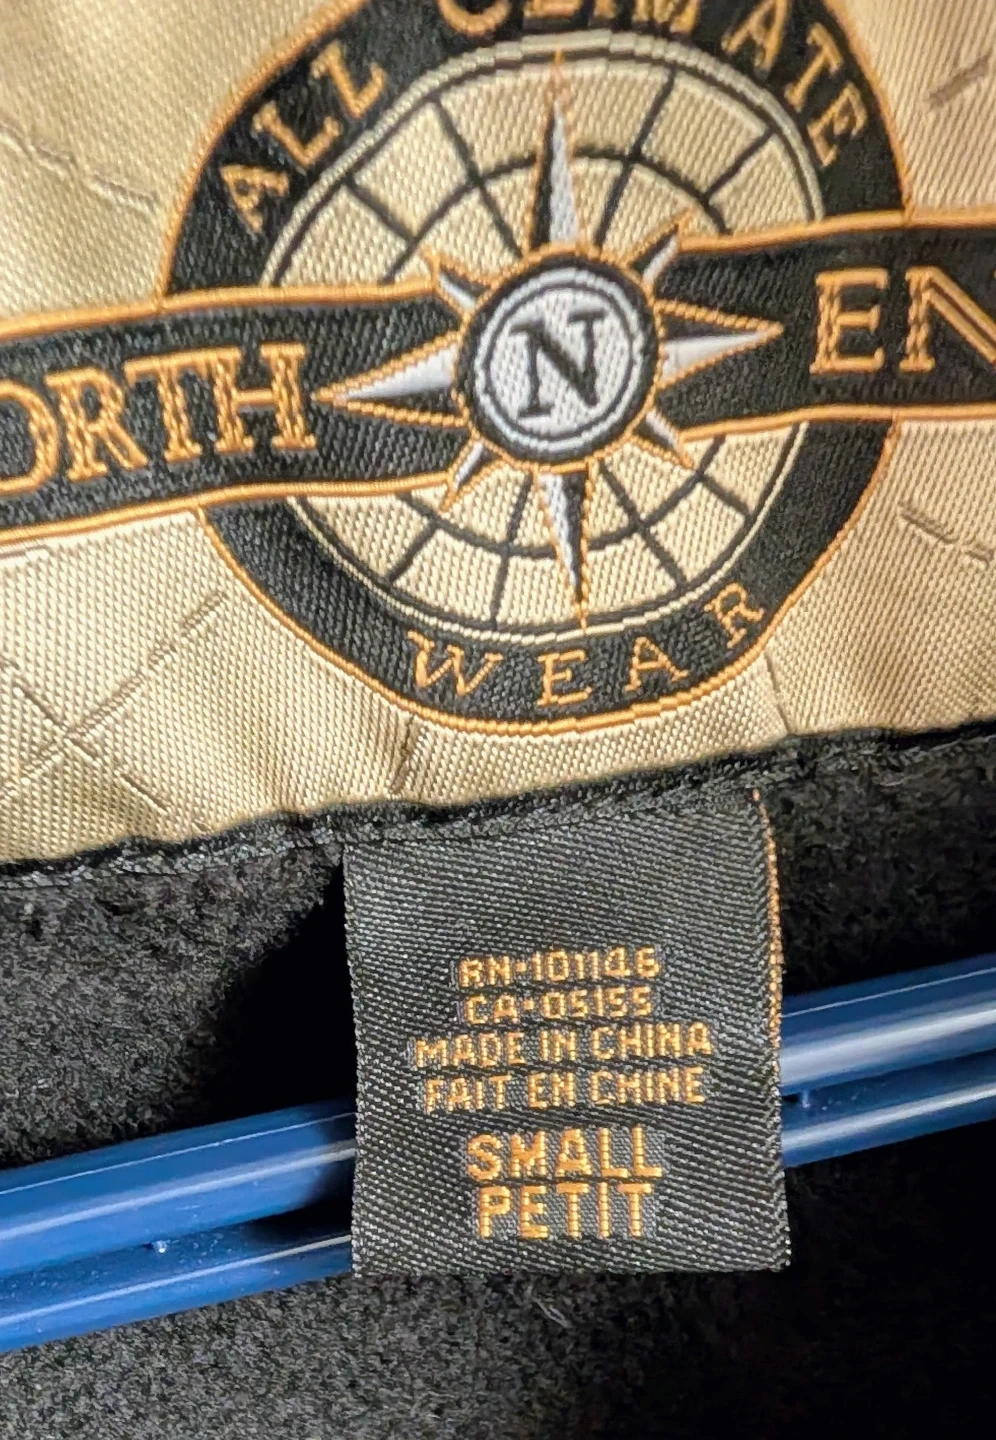 ALL CLIMATE
ORTH N EN
WEAR
RN-101146
CA-05155
MADE IN CHINA
FAIT EN CHINE
SMALL
PETIT